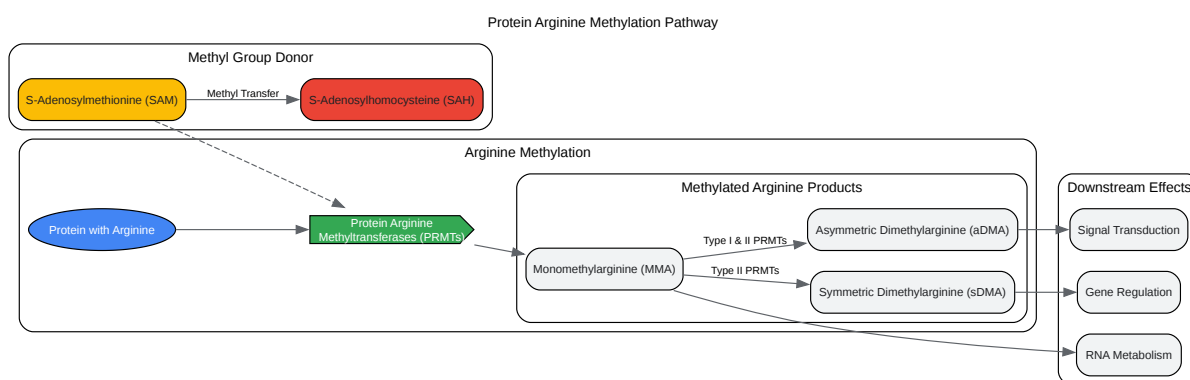 Protein Arginine Methylation Pathway
Methyl Group Donor
S-Adenosylmethionine (SAM)
Methyl Transfer
S-Adenosylhomocysteine (SAH)
Arginine Methylation
Protein with Arginine
Protein Arginine
Methyltransferases (PRMTs)
Methylated Arginine Products
Monomethylarginine (MMA)
Type I & II PRMTs
Type II PRMTs
Asymmetric Dimethylarginine (aDMA)
Symmetric Dimethylarginine (sDMA)
Downstream Effects
Signal Transduction
Gene Regulation
RNA Metabolism